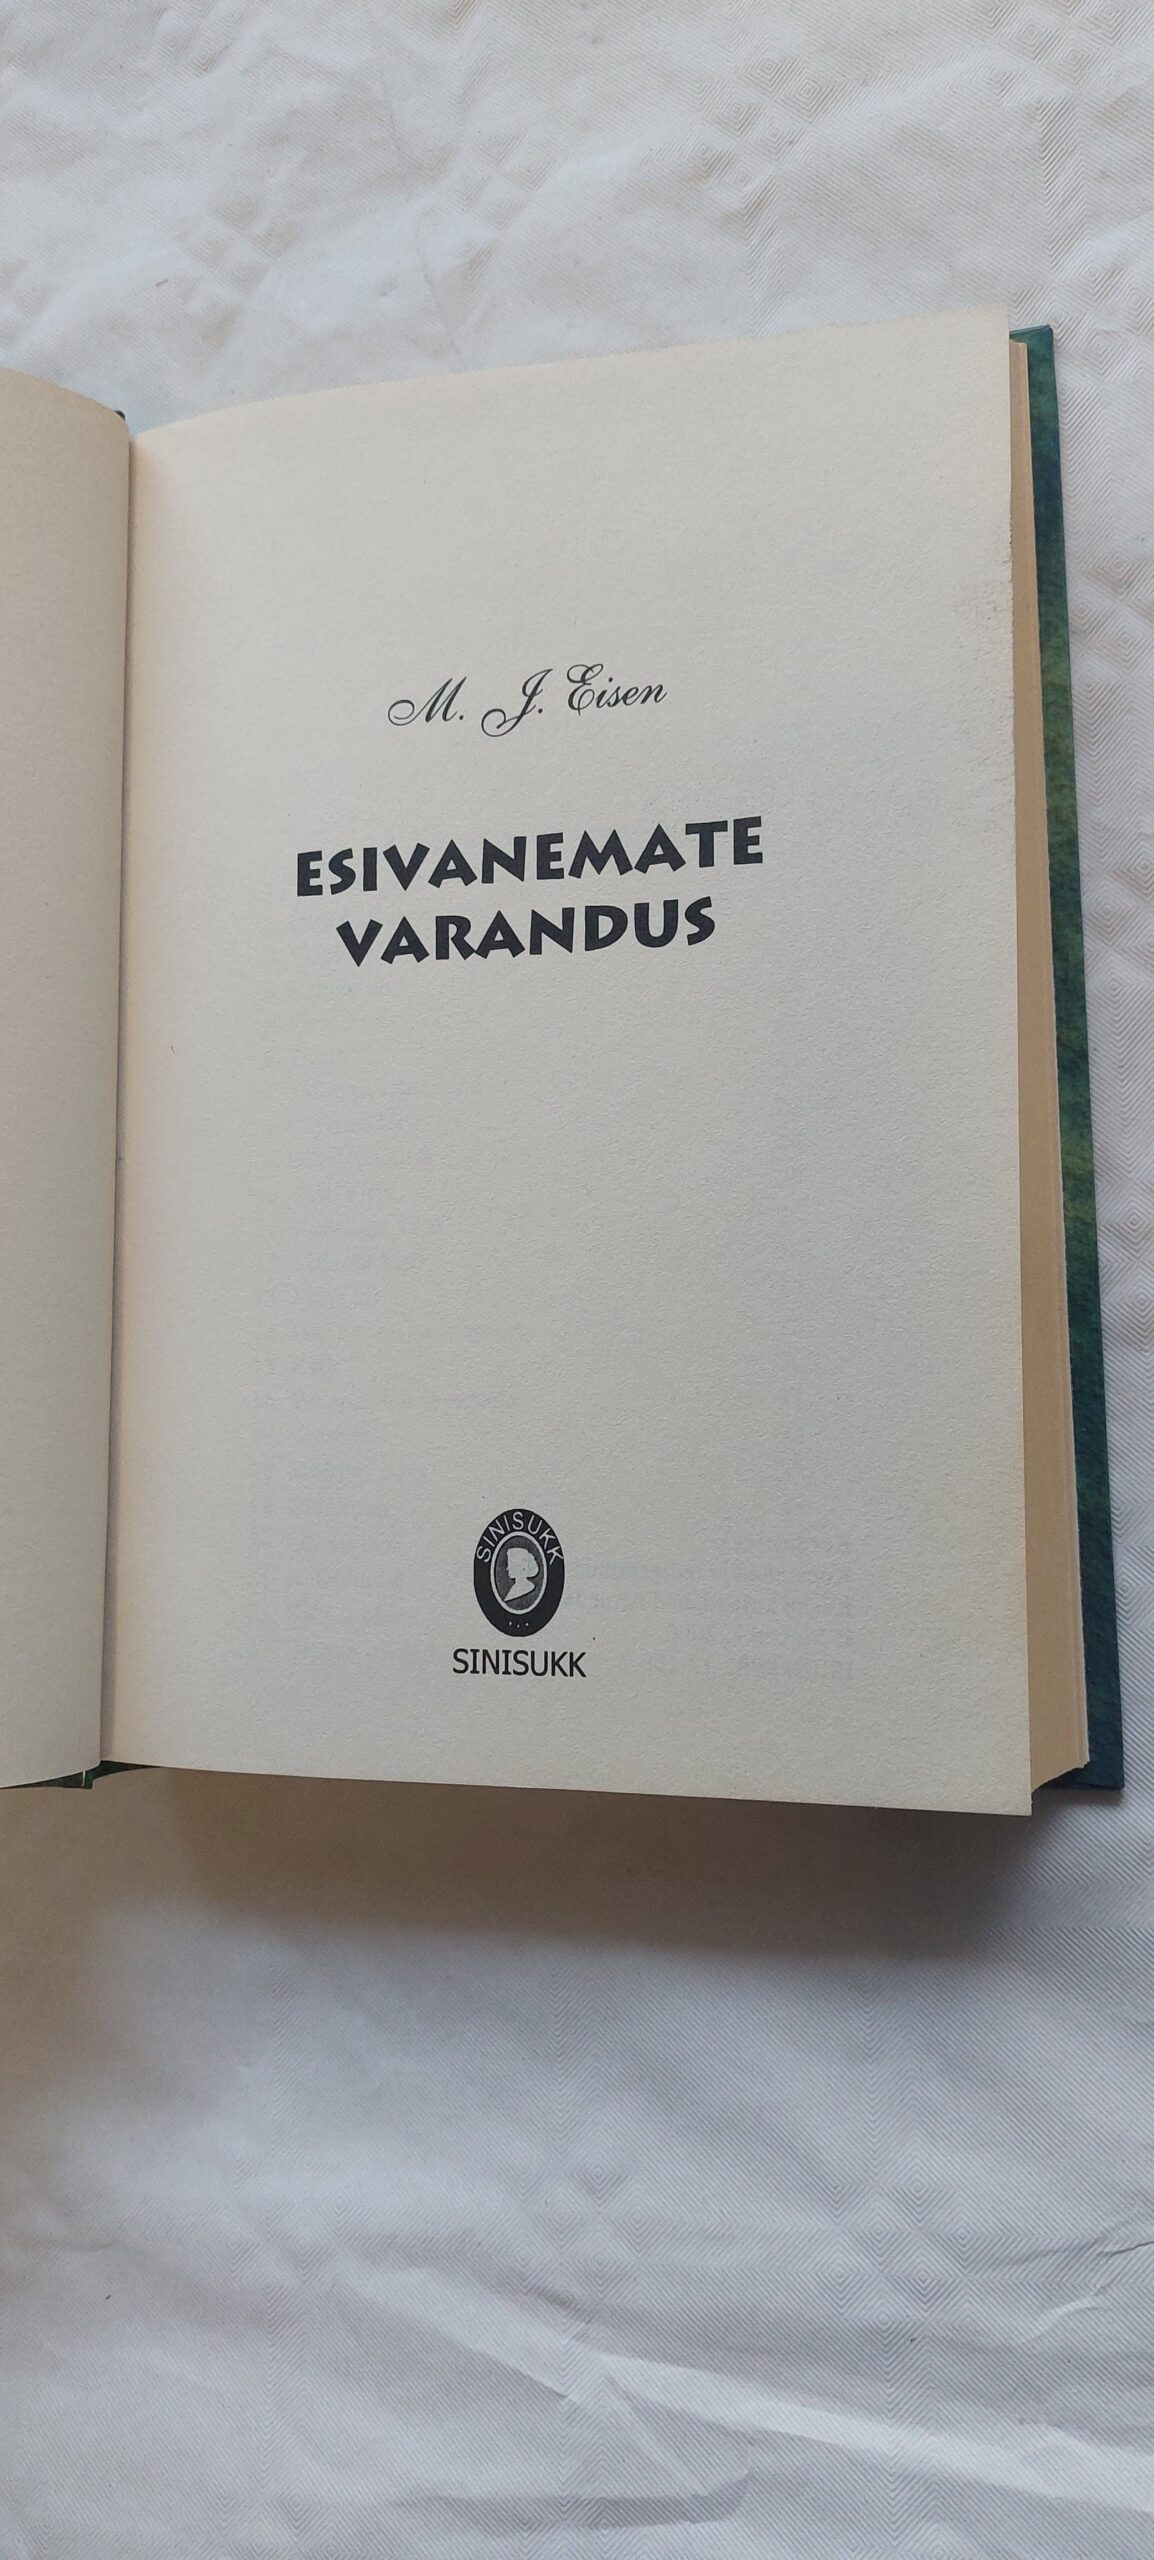 M. J. Eisen
ESIVANEMATE
VARANDUS
SINISUKK
SINISUKK